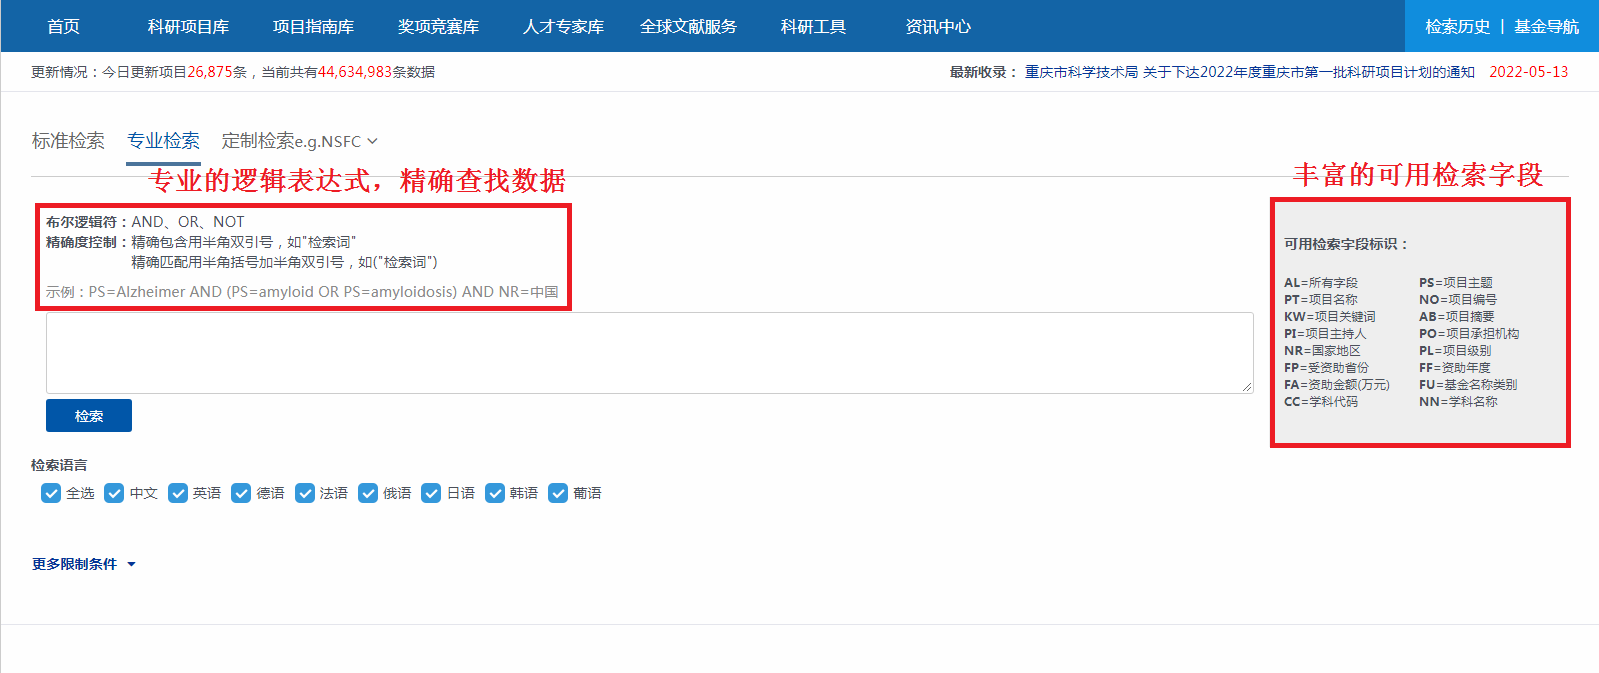 首页 科研项目库 项目指南库 奖项竞赛库 人才专家库 全球文献服务 科研工具 资讯中心 检索历史 | 基金导航
更新情况：今日更新项目26,875条，当前共有44,634,983条数据 最新收录： 重庆市科学技术局 关于下达2022年度重庆市第一批科研项目计划的通知 2022-05-13
标准检索 专业检索 定制检索e.g.NSFC
专业的逻辑表达式，精确查找数据
丰富的可用检索字段
布尔逻辑符：AND、OR、NOT
精确度控制：精确包含用半角双引号，如"检索词"
精确匹配用半角括号加半角双引号，如("检索词")
示例：PS=Alzheimer AND (PS=amyloid OR PS=amyloidosis) AND NR=中国
可用检索字段标识：
AL=所有字段 PS=项目主题
PT=项目名称 NO=项目编号
KW=项目关键词 AB=项目摘要
PI=项目主持人 PO=项目承担机构
NR=国家地区 PL=项目级别
FP=受资助省份 FF=资助年度
FA=资助金额(万元) FU=基金名称类别
CC=学科代码 NN=学科名称
检索
检索语言
全选 中文 英语 德语 法语 俄语 日语 韩语 葡语
更多限制条件